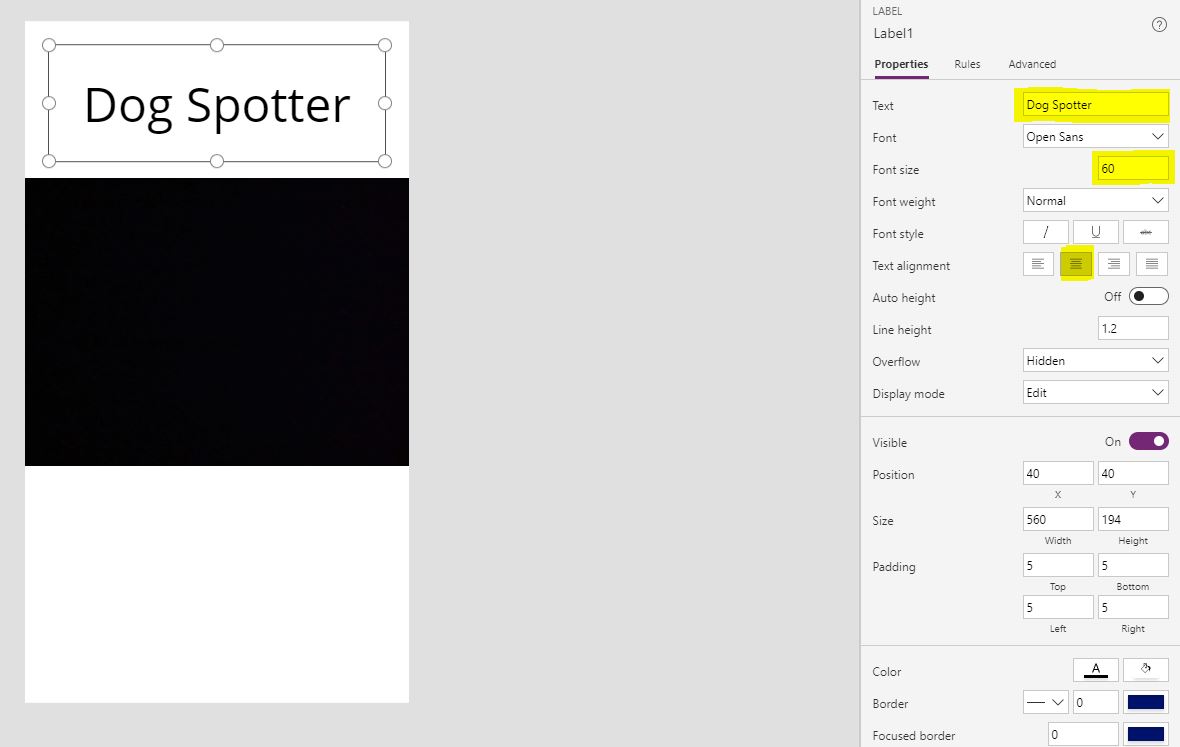 Dog Spotter
LABEL
Label1
?
Properties Rules Advanced
Text Dog Spotter
Font Open Sans
Font size 60
Font weight Normal
Font style / U abc
Text alignment
Auto height Off
Line height 1.2
Overflow Hidden
Display mode Edit
Visible On
Position 40 40
X Y
Size 560 194
Width Height
Padding 5 5
Top Bottom
5 5
Left Right
Color A
Border 0
Focused border 0